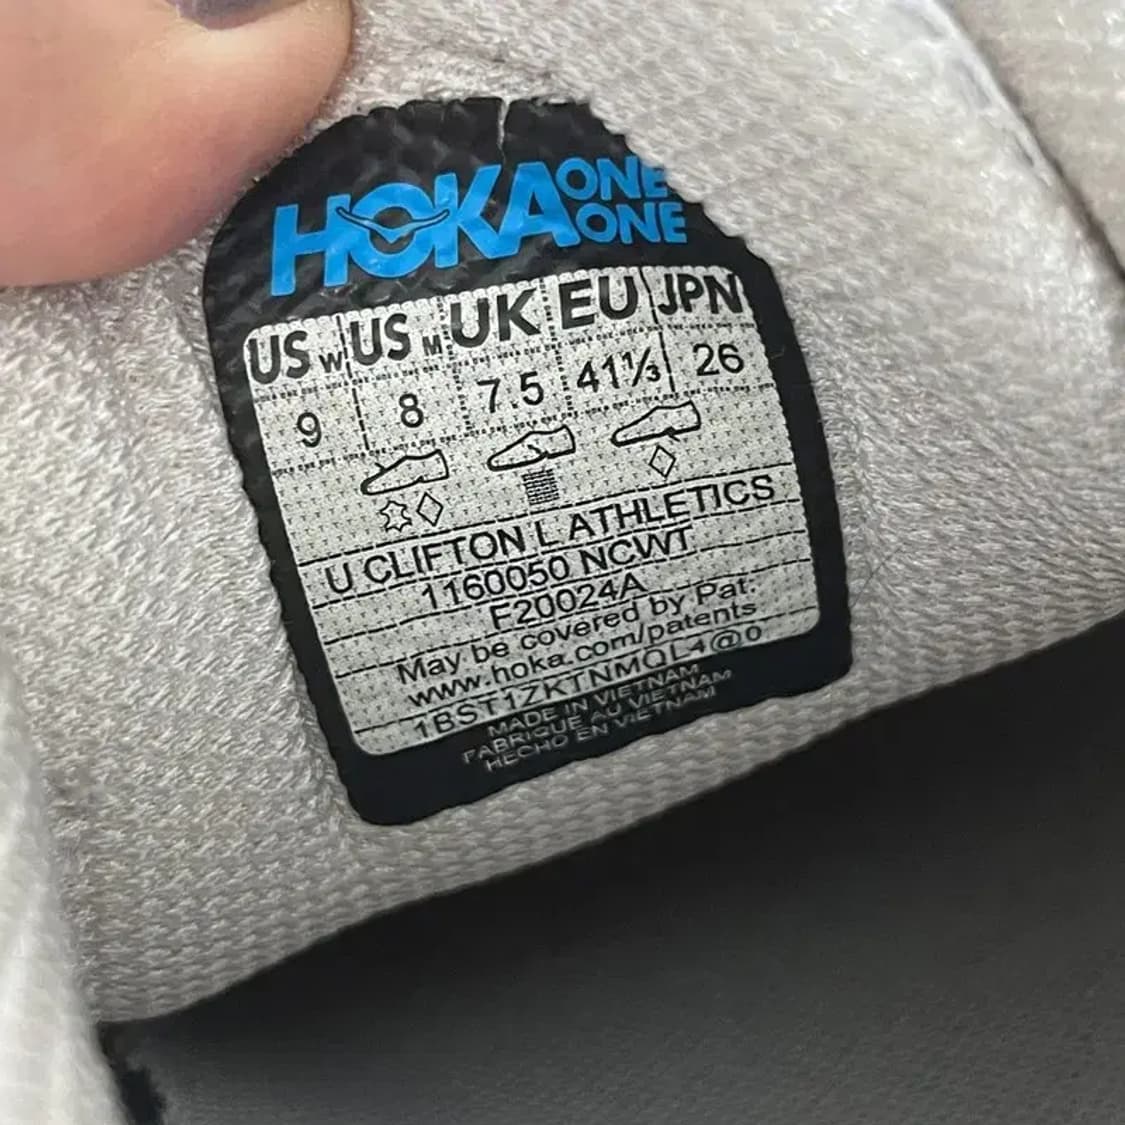 HOKA ONE ONE
US W US M UK EU JPN
9 8 7.5 41⅓ 26
U CLIFTON L ATHLETICS
1160050 NCWT
F20024A
May be covered by Pat:
www.hoka.com/patents
1BST1ZKTNMQL4@0
MADE IN VIETNAM
FABRIQUE AU VIETNAM
HECHO EN VIETNAM